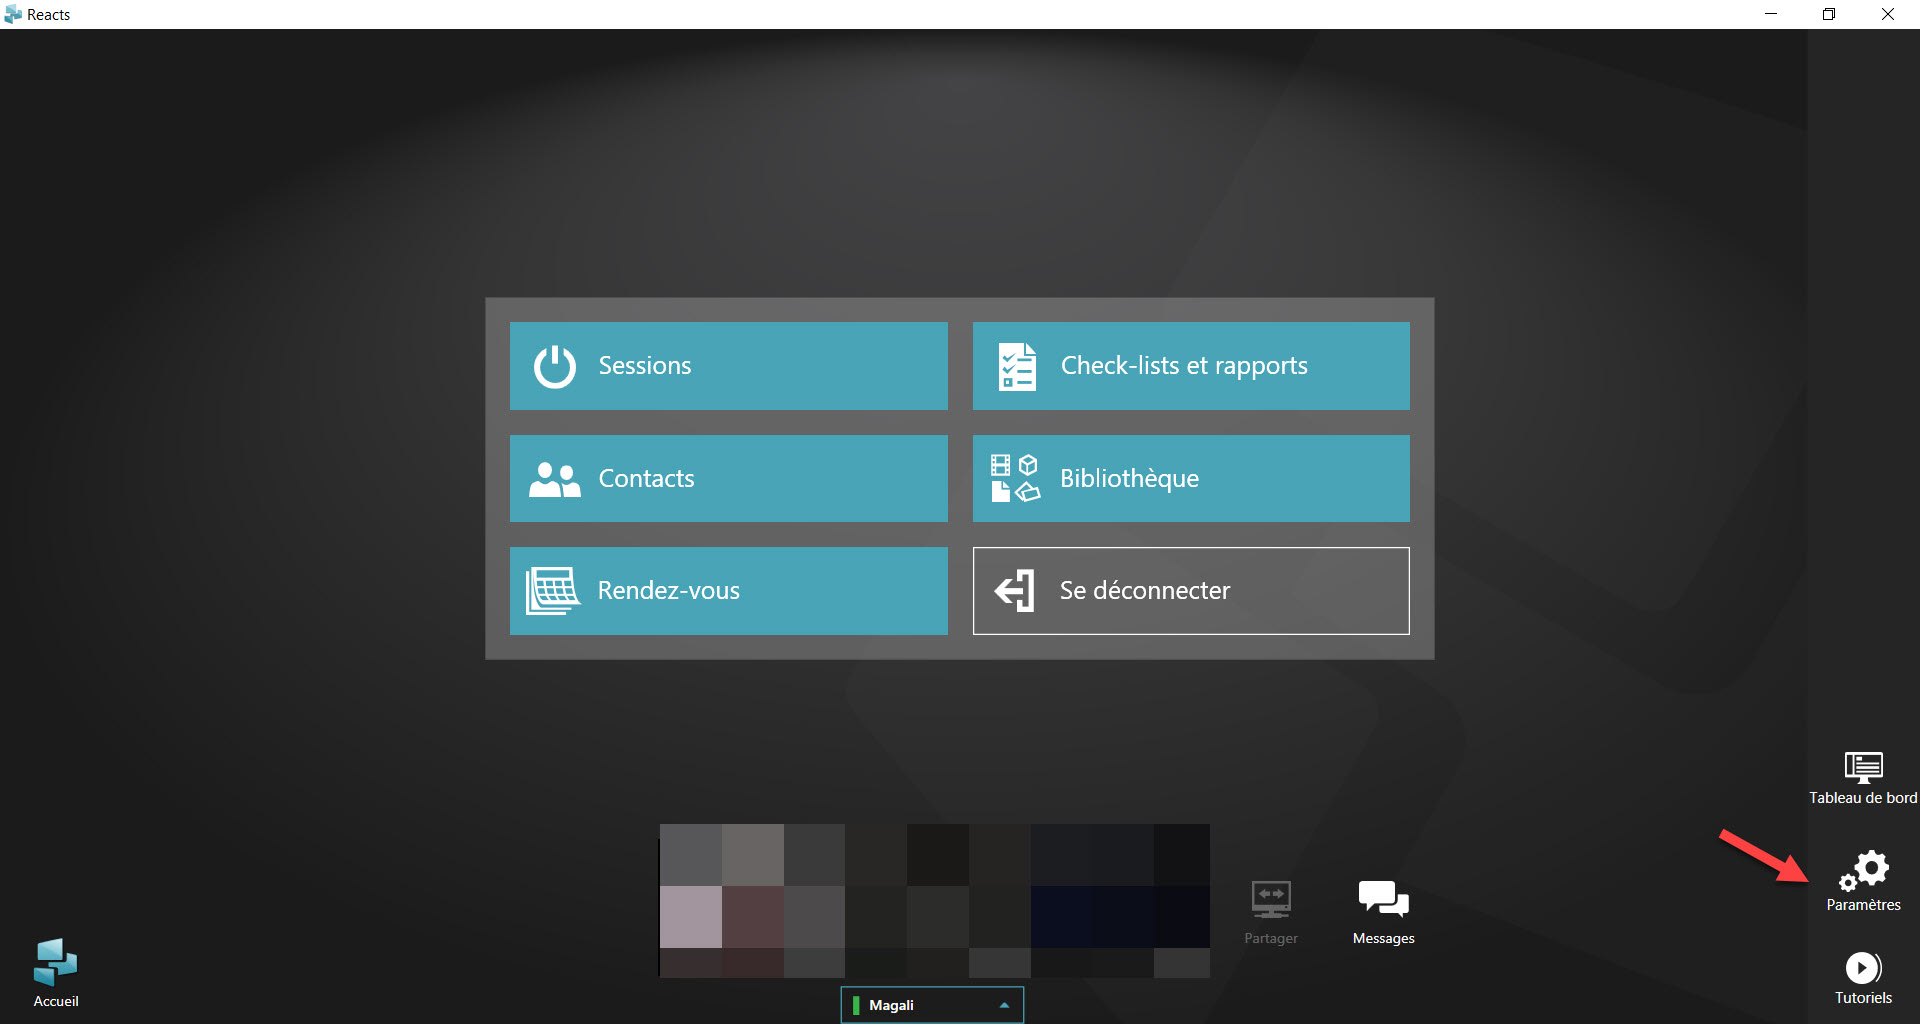 Reacts
Sessions
Check-lists et rapports
Contacts
Bibliothèque
Rendez-vous
Se déconnecter
Tableau de bord
Paramètres
Partager
Messages
Tutoriels
Accueil
Magali